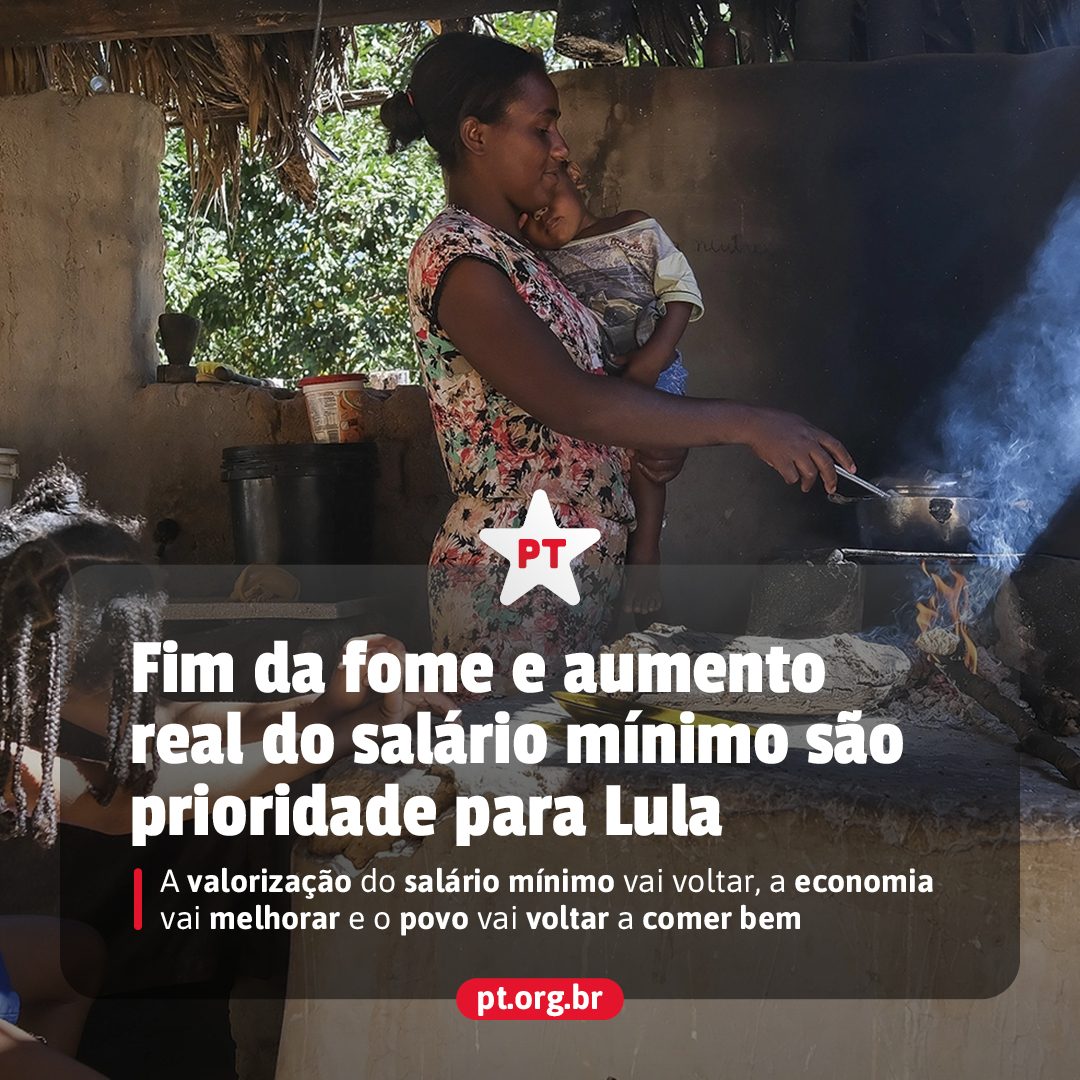 PT
Fim da fome e aumento
real do salário mínimo são
prioridade para Lula
A valorização do salário mínimo vai voltar, a economia
vai melhorar e o povo vai voltar a comer bem
pt.org.br